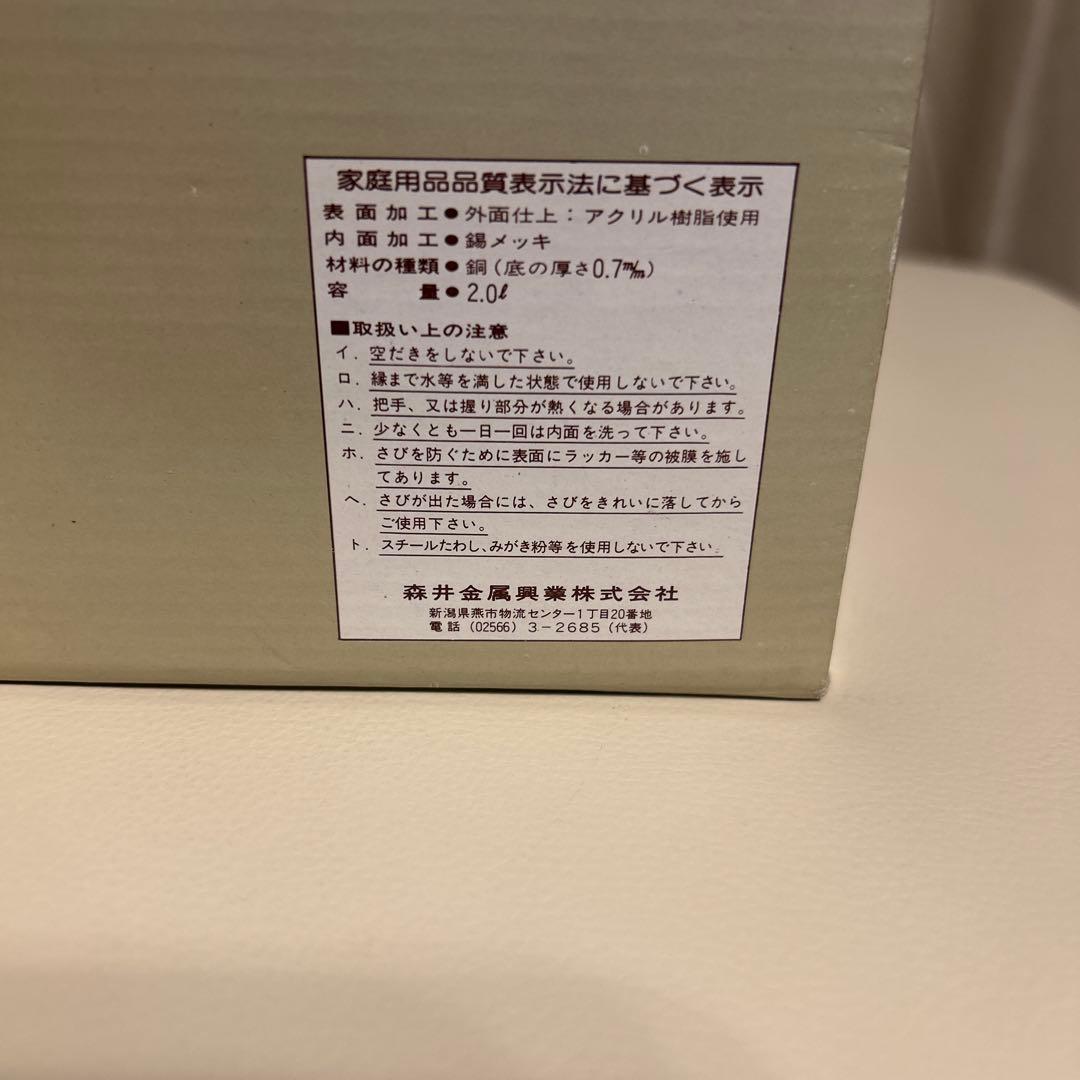 家庭用品品質表示法に基づく表示
表面加工●外面仕上：アクリル樹脂使用
内面加工●錫メッキ
材料の種類●銅（底の厚さ0.7m/m）
容量●2.0ℓ
■取扱い上の注意
イ．空だきをしないで下さい。
ロ．縁まで水等を満した状態で使用しないで下さい。
ハ．把手、又は握り部分が熱くなる場合があります。
ニ．少なくとも一日一回は内面を洗って下さい。
ホ．さびを防ぐために表面にラッカー等の被膜を施し
てあります。
ヘ．さびが出た場合には、さびをきれいに落してから
ご使用下さい。
ト．スチールたわし、みがき粉等を使用しないで下さい。
森井金属興業株式会社
新潟県燕市物流センター1丁目20番地
電話（02566）3－2685（代表）